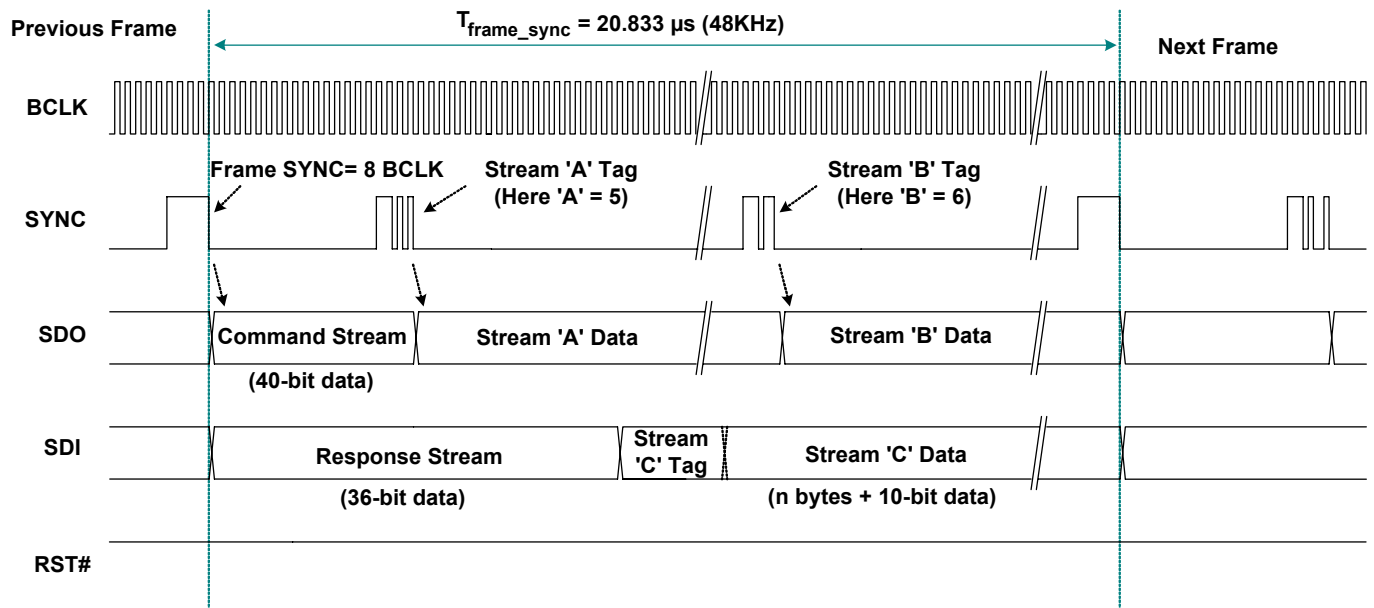 T frame_sync = 20.833 µs (48KHz)
Previous Frame
Next Frame
BCLK
Frame SYNC= 8 BCLK
Stream 'A' Tag
(Here 'A' = 5)
Stream 'B' Tag
(Here 'B' = 6)
SYNC
SDO
Command Stream
Stream 'A' Data
Stream 'B' Data
(40-bit data)
SDI
Response Stream
Stream
'C' Tag
Stream 'C' Data
(36-bit data)
(n bytes + 10-bit data)
RST#